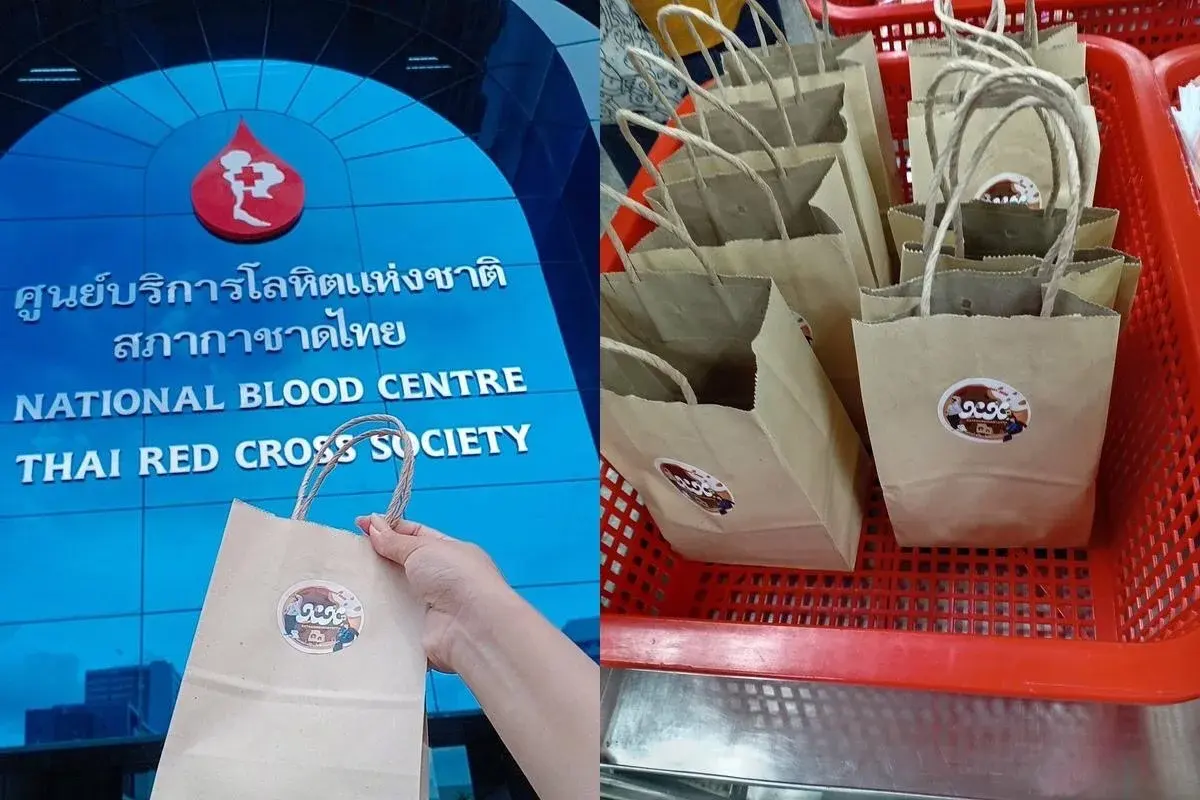 ศูนย์บริการโลหิตแห่งชาติ
สภากาชาดไทย
NATIONAL BLOOD CENTRE
THAI RED CROSS SOCIETY